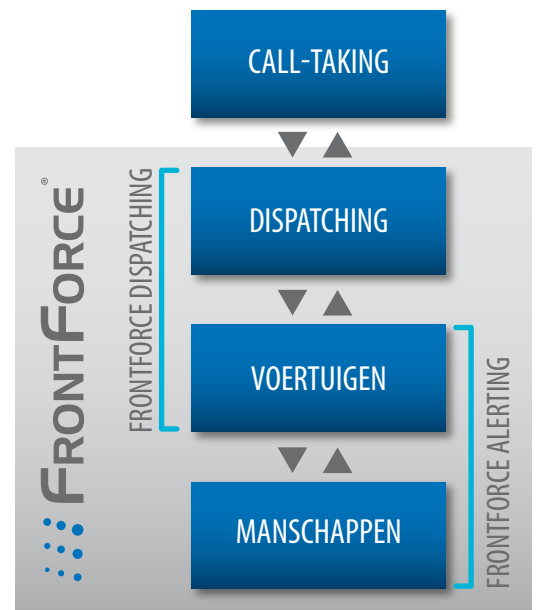 CALL-TAKING
FRONTFORCE®
FRONTFORCE DISPATCHING
DISPATCHING
VOERTUIGEN
FRONTFORCE ALERTING
MANSCHAPPEN